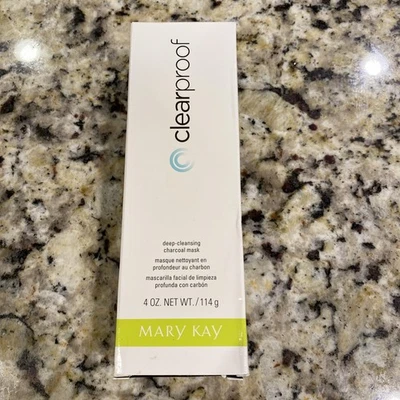 clearproof
deep-cleansing
charcoal mask
masque nettoyant en
profondeur au charbon
mascarilla facial de limpieza
profunda con carbón
4 OZ. NET WT. / 114 g
MARY KAY